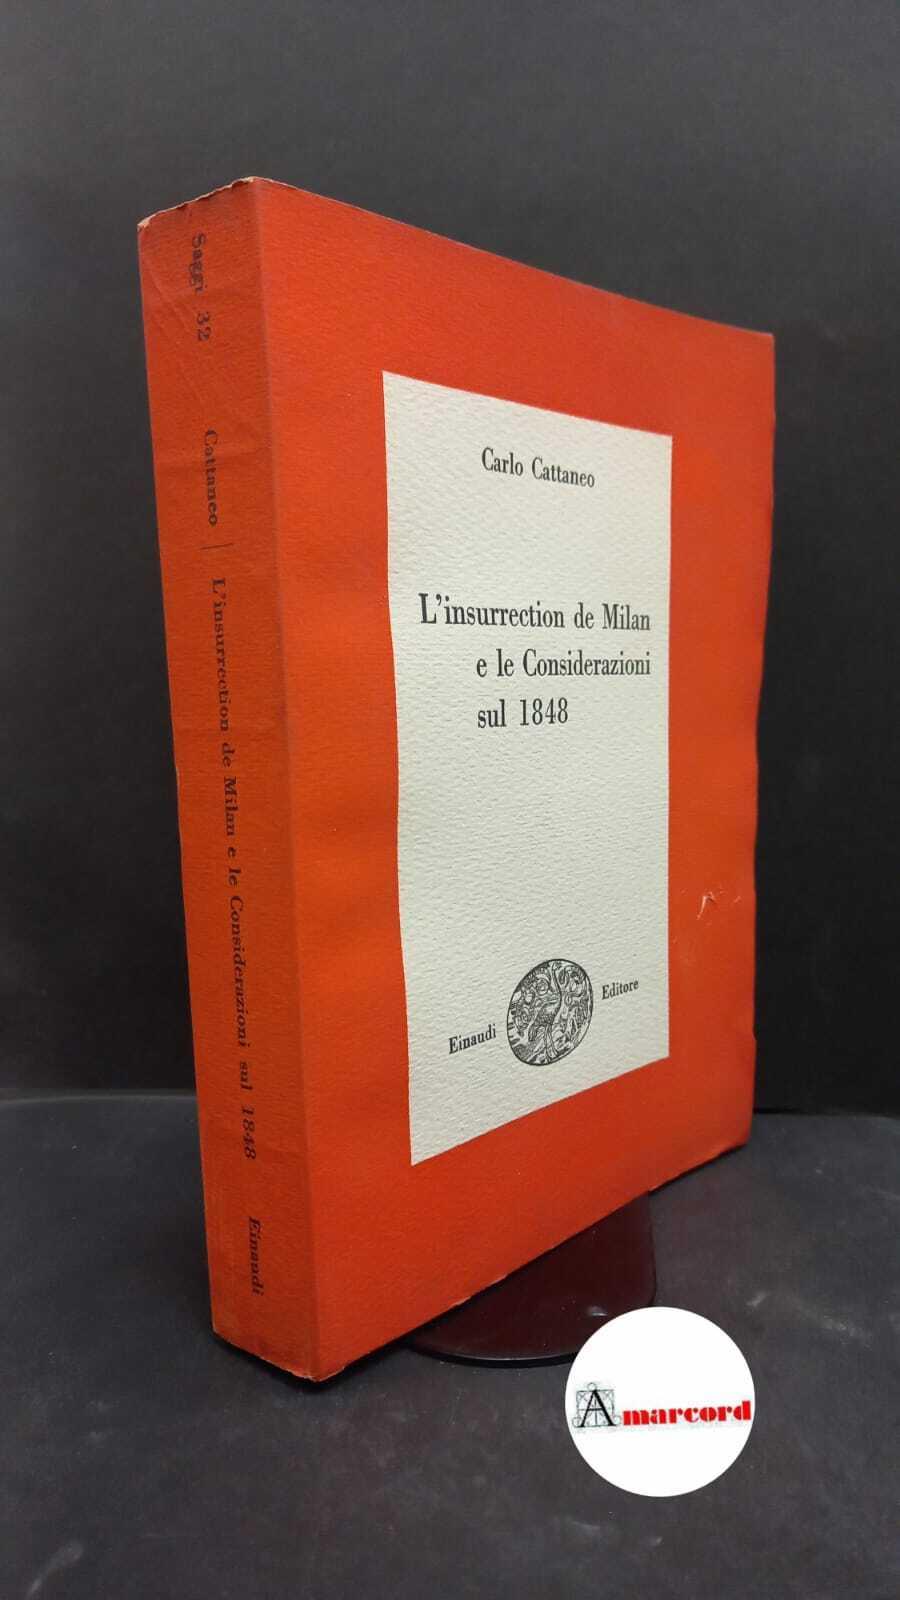 Saggi 32
Cattaneo | L'insurrection de Milan e le Considerazioni sul 1848
Einaudi
Carlo Cattaneo
L'insurrection de Milan
e le Considerazioni
sul 1848
Einaudi Editore
Amarcord